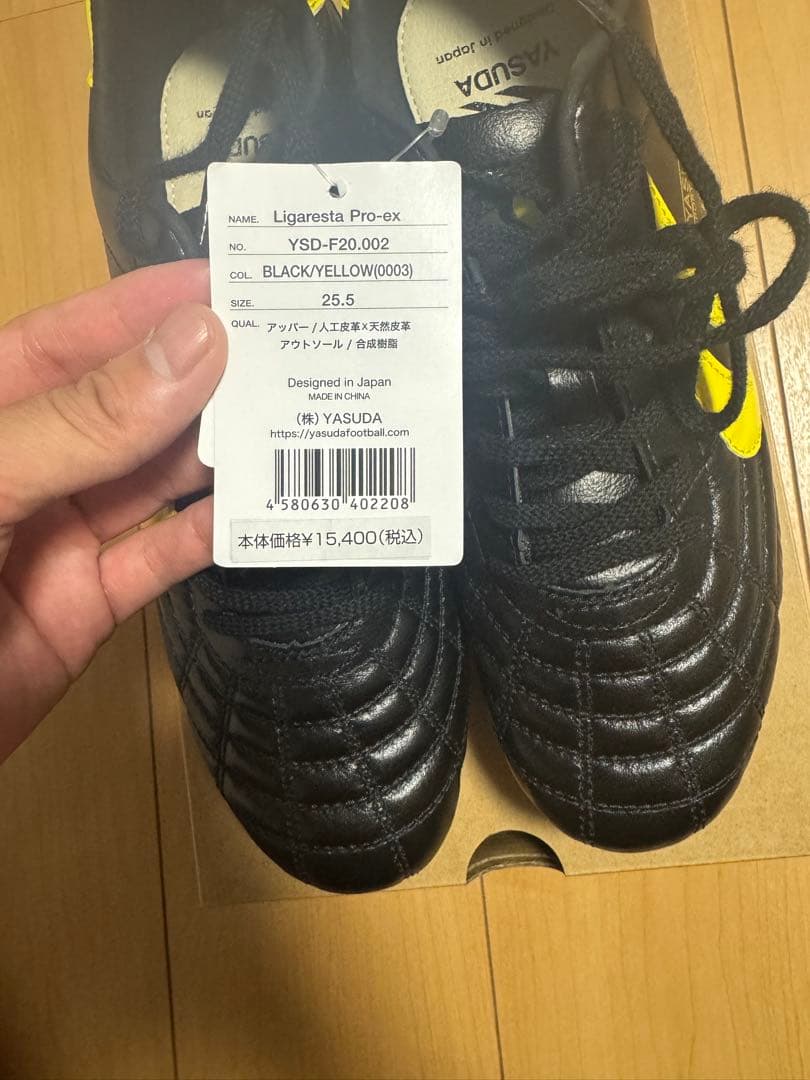 Designed in Japan
YASUDA
NAME. Ligaresta Pro-ex
NO. YSD-F20.002
COL. BLACK/YELLOW(0003)
SIZE. 25.5
QUAL. アッパー / 人工皮革×天然皮革
アウトソール / 合成樹脂
Designed in Japan
MADE IN CHINA
(株) YASUDA
https://yasudafootball.com
4 580630 402208
本体価格¥15,400(税込)